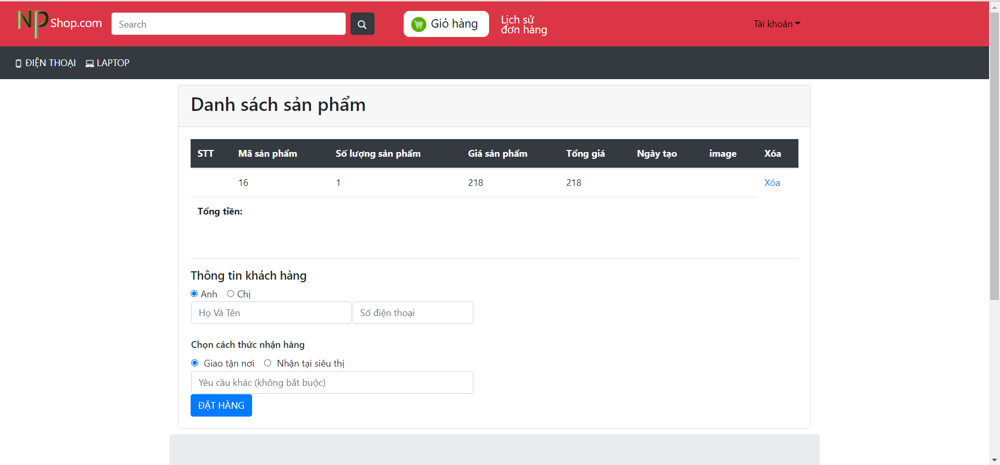 NP Shop.com
Search
Giỏ hàng
Lịch sử
đơn hàng
Tài khoản
ĐIỆN THOẠI LAPTOP
Danh sách sản phẩm
STT Mã sản phẩm Số lượng sản phẩm Giá sản phẩm Tổng giá Ngày tạo image Xóa
16 1 218 218 Xóa
Tổng tiền:
Thông tin khách hàng
Anh Chị
Họ Và Tên Số điện thoại
Chọn cách thức nhận hàng
Giao tận nơi Nhận tại siêu thị
Yêu cầu khác (không bắt buộc)
ĐẶT HÀNG